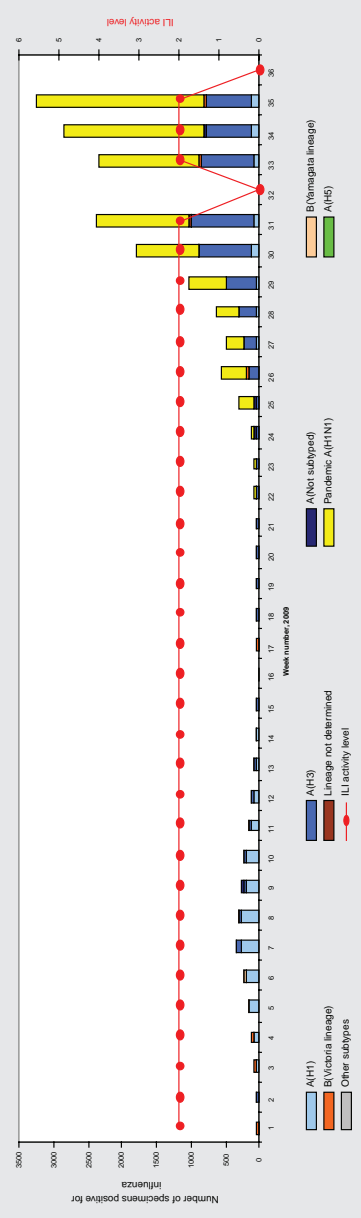 Number of specimens positive for
influenza
3500
3000
2500
2000
1500
1000
500
0
ILI activity level
6
5
4
3
2
1
0
1 2 3 4 5 6 7 8 9 10 11 12 13 14 15 16 17 18 19 20 21 22 23 24 25 26 27 28 29 30 31 32 33 34 35 36
Week number, 2009
A(H1) A(H3) A(Not subtyped) B(Yamagata lineage)
B(Victoria lineage) Lineage not determined Pandemic A(H1N1) A(H5)
Other subtypes ILI activity level